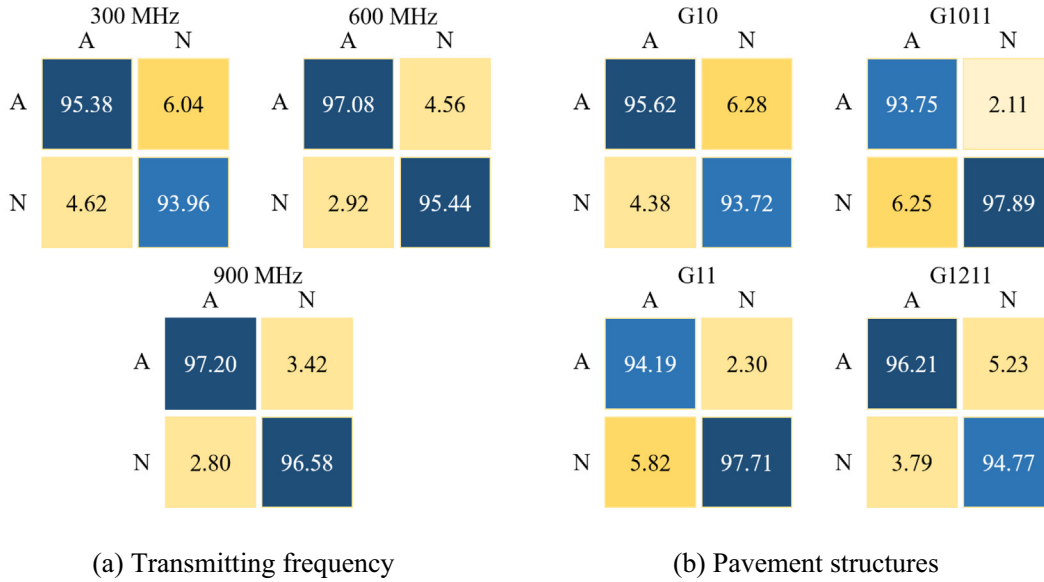 300 MHz 600 MHz G10 G1011
A N A N A N A N
A 95.38 6.04 A 97.08 4.56 A 95.62 6.28 A 93.75 2.11
N 4.62 93.96 N 2.92 95.44 N 4.38 93.72 N 6.25 97.89
900 MHz G11 G1211
A N A N A N
A 97.20 3.42 A 94.19 2.30 A 96.21 5.23
N 2.80 96.58 N 5.82 97.71 N 3.79 94.77
(a) Transmitting frequency (b) Pavement structures